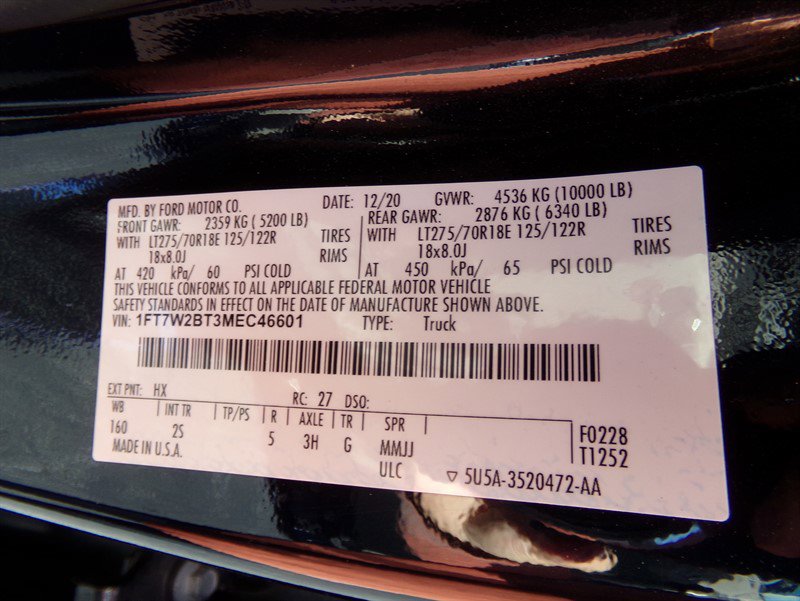 MFD. BY FORD MOTOR CO. DATE: 12/20 GVWR: 4536 KG (10000 LB)
FRONT GAWR: 2359 KG ( 5200 LB) REAR GAWR: 2876 KG ( 6340 LB)
WITH LT275/70R18E 125/122R TIRES WITH LT275/70R18E 125/122R TIRES
18x8.0J RIMS 18x8.0J RIMS
AT 420 kPa/ 60 PSI COLD AT 450 kPa/ 65 PSI COLD
THIS VEHICLE CONFORMS TO ALL APPLICABLE FEDERAL MOTOR VEHICLE
SAFETY STANDARDS IN EFFECT ON THE DATE OF MANUFACTURE SHOWN ABOVE.
VIN: 1FT7W2BT3MEC46601 TYPE: Truck
EXT PNT: HX RC: 27 DSO:
WB INT TR TP/PS R AXLE TR SPR
160 2S 5 3H G MMJJ F0228
MADE IN U.S.A. ULC T1252
▽ 5U5A-3520472-AA